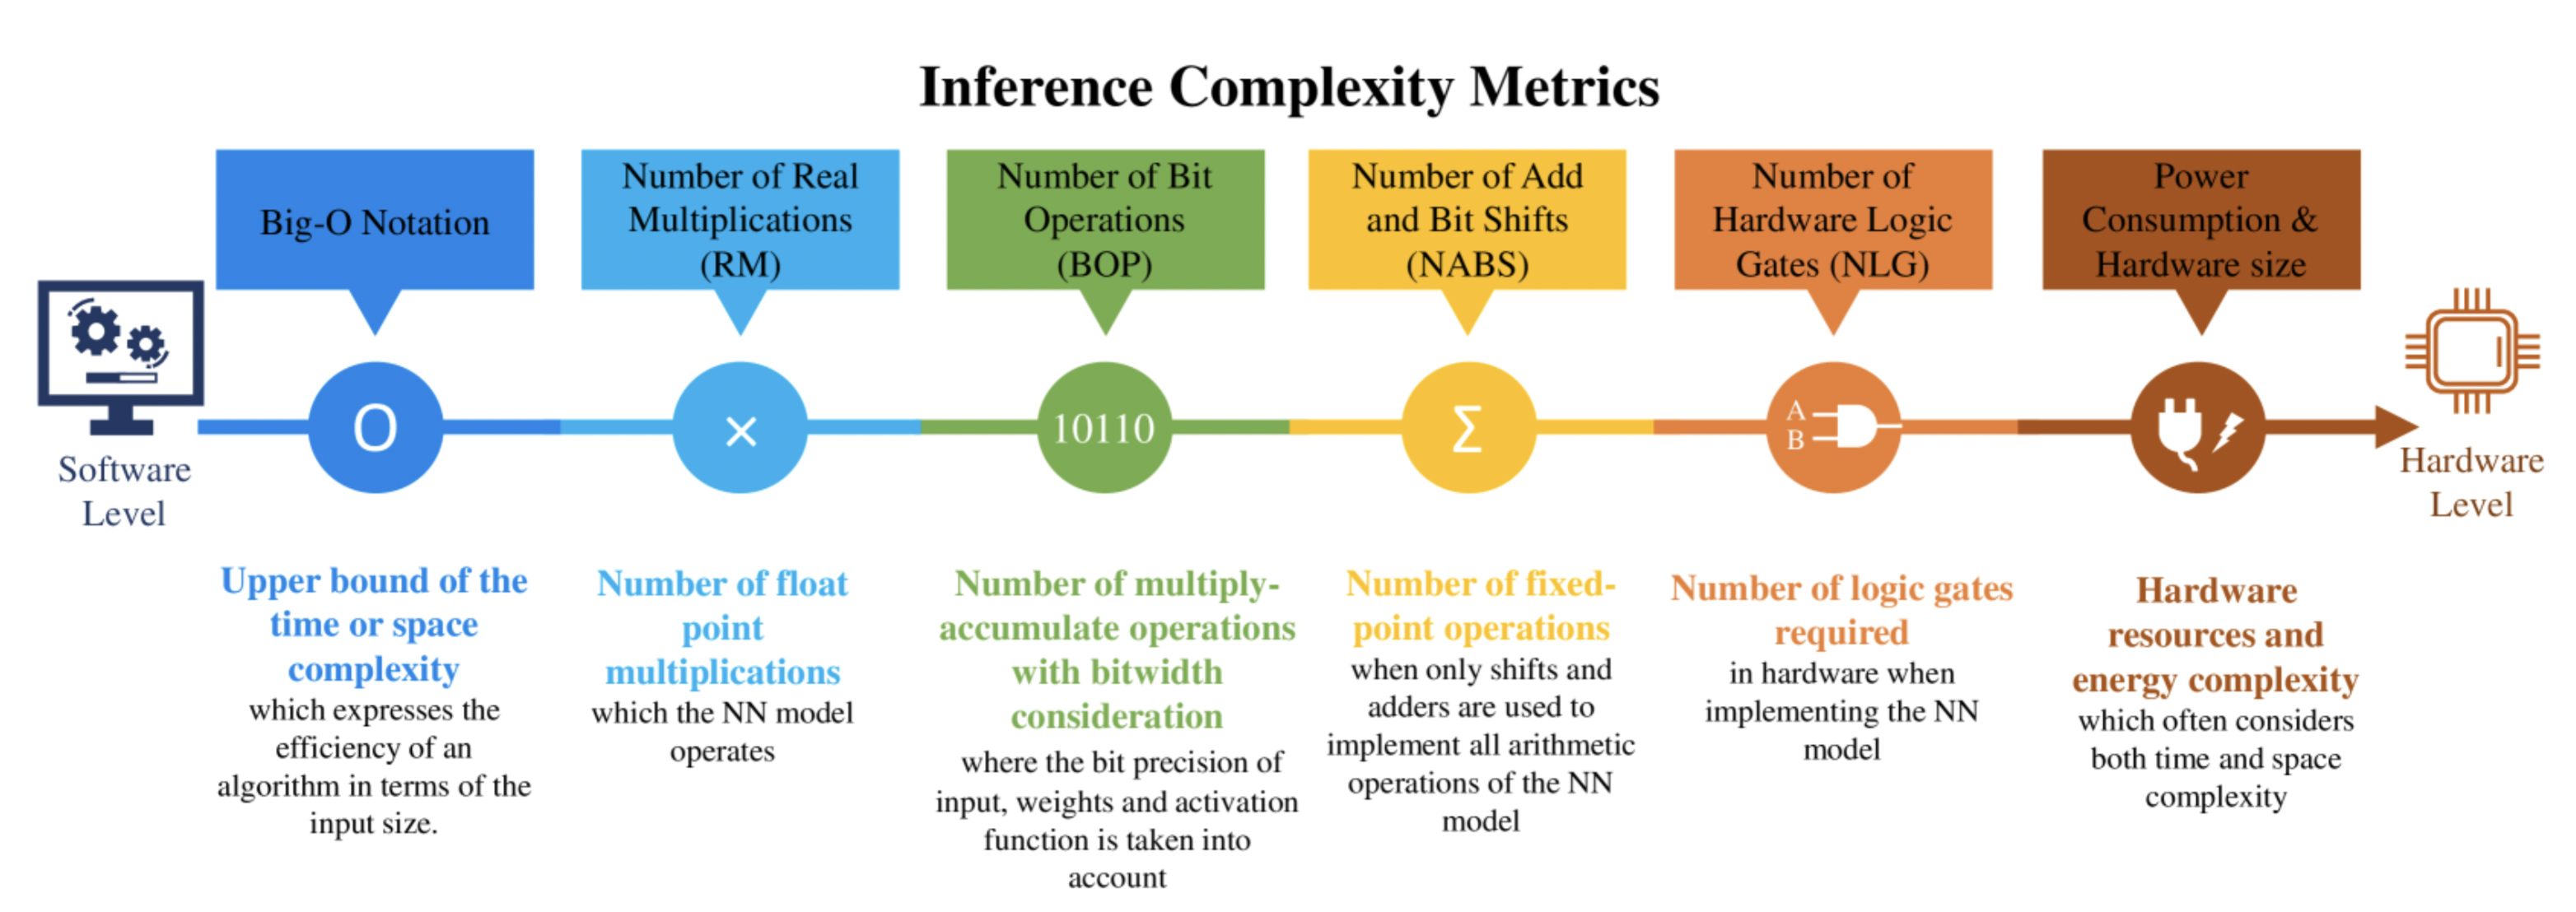 Inference Complexity Metrics
Big-O Notation
Number of Real
Multiplications
(RM)
Number of Bit
Operations
(BOP)
Number of Add
and Bit Shifts
(NABS)
Number of
Hardware Logic
Gates (NLG)
Power
Consumption &
Hardware size
Software
Level
O
×
10110
Σ
A
B
Hardware
Level
Upper bound of the
time or space
complexity
which expresses the
efficiency of an
algorithm in terms of the
input size.
Number of float
point
multiplications
which the NN model
operates
Number of multiply-
accumulate operations
with bitwidth
consideration
where the bit precision of
input, weights and activation
function is taken into
account
Number of fixed-
point operations
when only shifts and
adders are used to
implement all arithmetic
operations of the NN
model
Number of logic gates
required
in hardware when
implementing the NN
model
Hardware
resources and
energy complexity
which often considers
both time and space
complexity